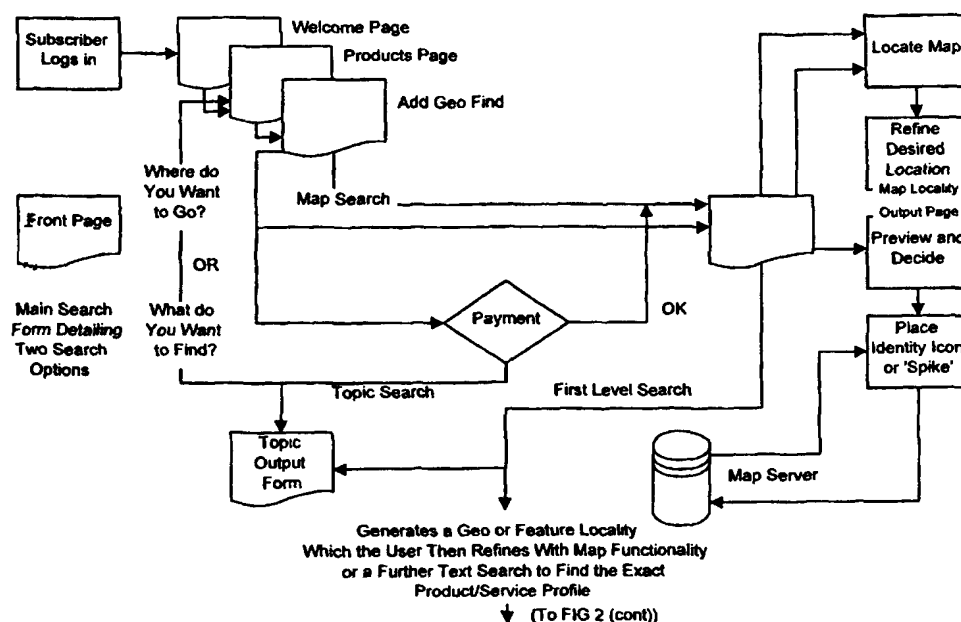 Subscriber
Logs in
Welcome Page
Products Page
Add Geo Find
Locate Map
Refine
Desired
Location
Map Locality
Where do
You Want
to Go?
Map Search
Front Page
Output Page
Preview and
Decide
OR
Main Search
Form Detailing
Two Search
Options
What do
You Want
to Find?
Payment
OK
Place
Identity Icon
or 'Spike'
Topic Search
First Level Search
Topic
Output
Form
Map Server
Generates a Geo or Feature Locality
Which the User Then Refines With Map Functionality
or a Further Text Search to Find the Exact
Product/Service Profile
(To FIG 2 (cont))